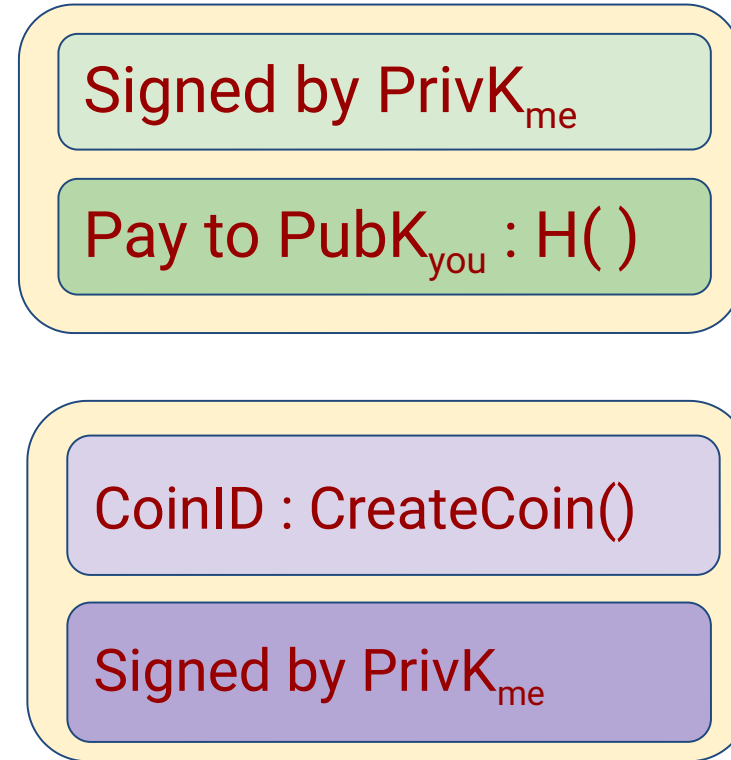 Signed by PrivKme
Pay to PubKyou : H( )
CoinID : CreateCoin()
Signed by PrivKme